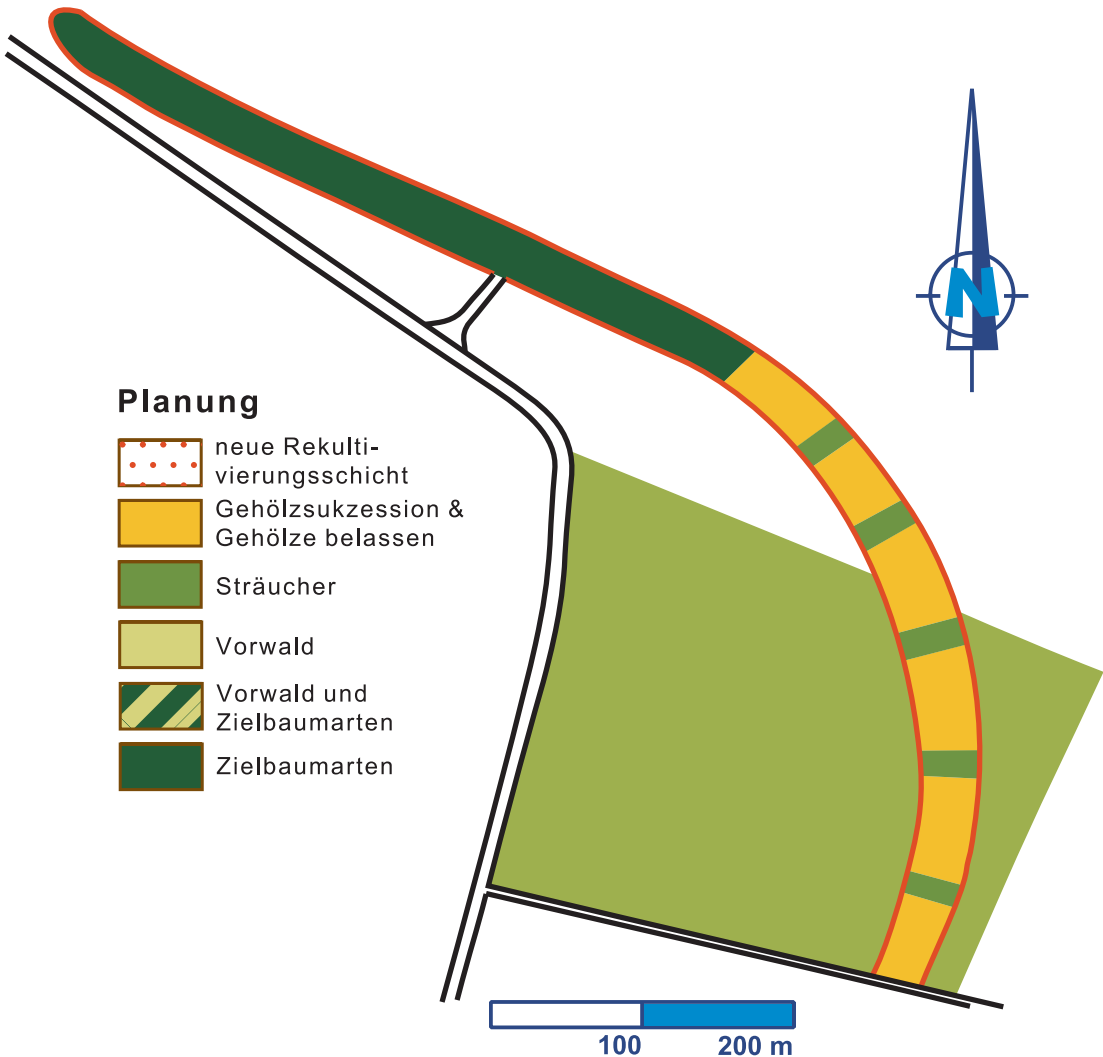 N
Planung
neue Rekulti-
vierungsschicht
Gehölzsukzession &
Gehölze belassen
Sträucher
Vorwald
Vorwald und
Zielbaumarten
Zielbaumarten
100 200 m